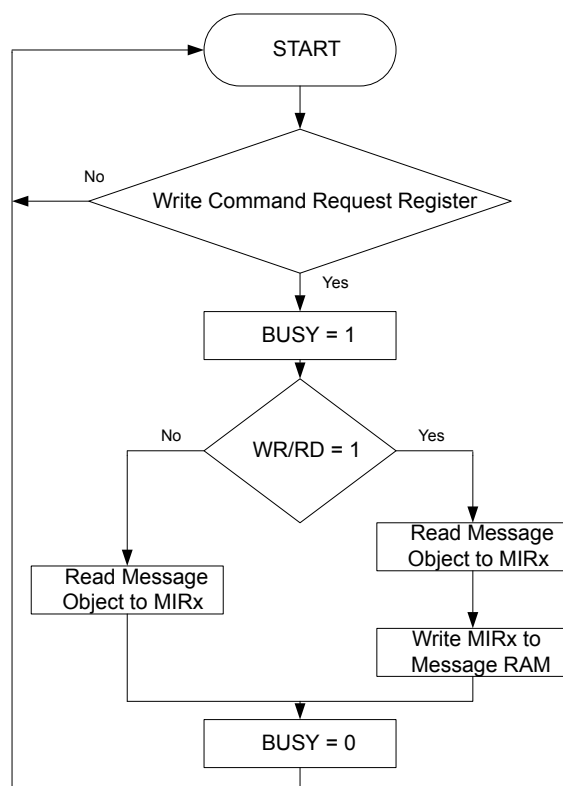 START
No
Write Command Request Register
Yes
BUSY = 1
No
WR/RD = 1
Yes
Read Message
Object to MIRx
Read Message
Object to MIRx
Write MIRx to
Message RAM
BUSY = 0